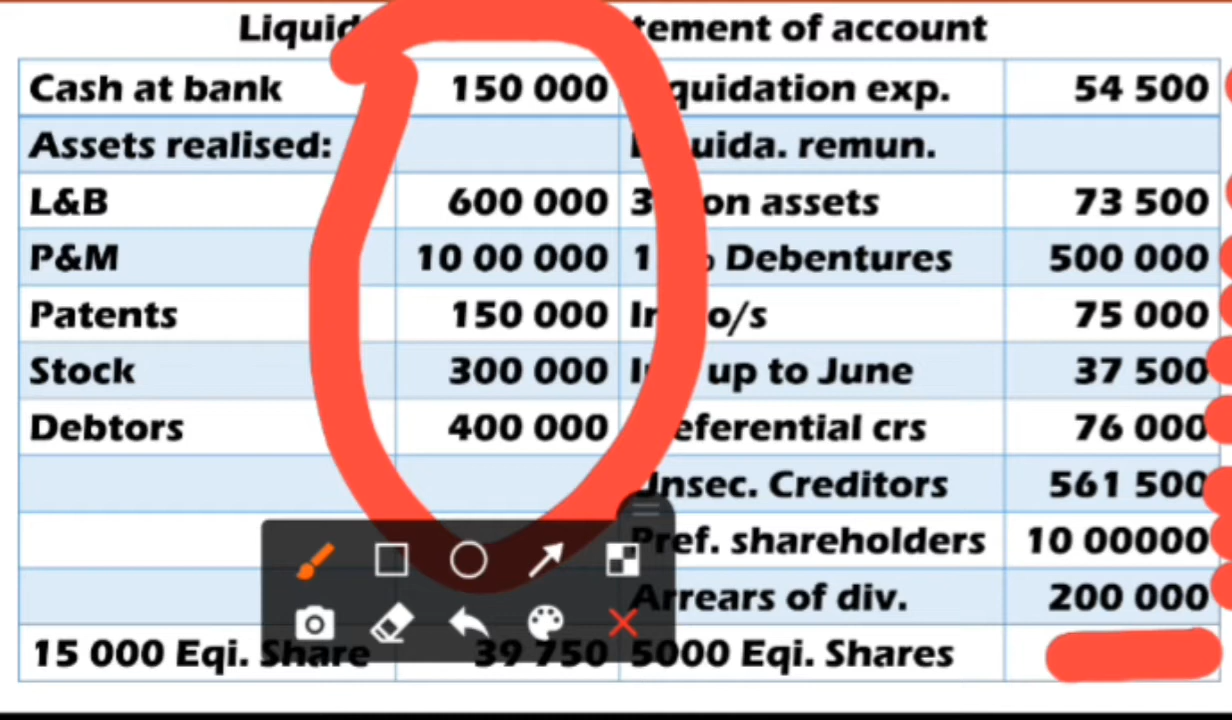 tement of account
Cash at bank 150 000 quidation exp. 54 500
Assets realised: uida. remun.
L&B 600 000 3 on assets 73 500
P&M 10 00 000 1 Debentures 500 000
Patents 150 000 o/s 75 000
Stock 300 000 up to June 37 500
Debtors 400 000 eferential crs 76 000
Unsec. Creditors 561 500
Pref. shareholders 10 00000
Arrears of div. 200 000
15 000 Eqi. Share 39 750 5000 Eqi. Shares